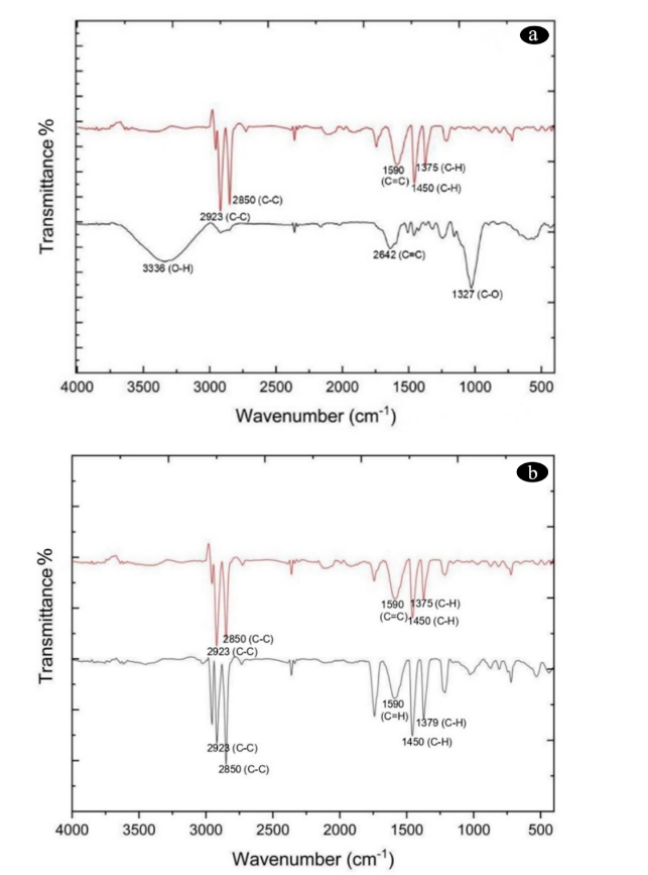 a
Transmittance %
1590
(C=C)
1375 (C-H)
1450 (C-H)
2850 (C-C)
2923 (C-C)
3336 (O-H)
2642 (C=C)
1327 (C-O)
4000 3500 3000 2500 2000 1500 1000 500
Wavenumber (cm⁻¹)
b
Transmittance %
1590
(C=C)
1375 (C-H)
1450 (C-H)
2850 (C-C)
2923 (C-C)
1590
(C=H)
1379 (C-H)
1450 (C-H)
2923 (C-C)
2850 (C-C)
4000 3500 3000 2500 2000 1500 1000 500
Wavenumber (cm⁻¹)